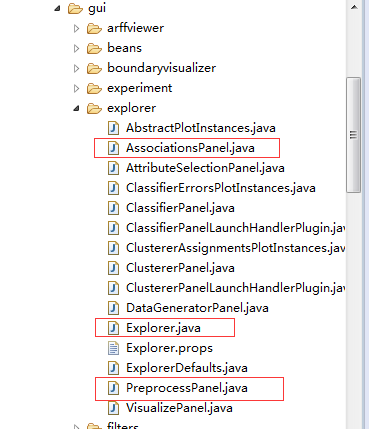 gui
arffviewer
beans
boundaryvisualizer
experiment
explorer
AbstractPlotInstances.java
AssociationsPanel.java
AttributeSelectionPanel.java
ClassifierErrorsPlotInstances.java
ClassifierPanel.java
ClassifierPanelLaunchHandlerPlugin.jav
ClustererAssignmentsPlotInstances.jav
ClustererPanel.java
ClustererPanelLaunchHandlerPlugin.jav
DataGeneratorPanel.java
Explorer.java
Explorer.props
ExplorerDefaults.java
PreprocessPanel.java
VisualizePanel.java
filters